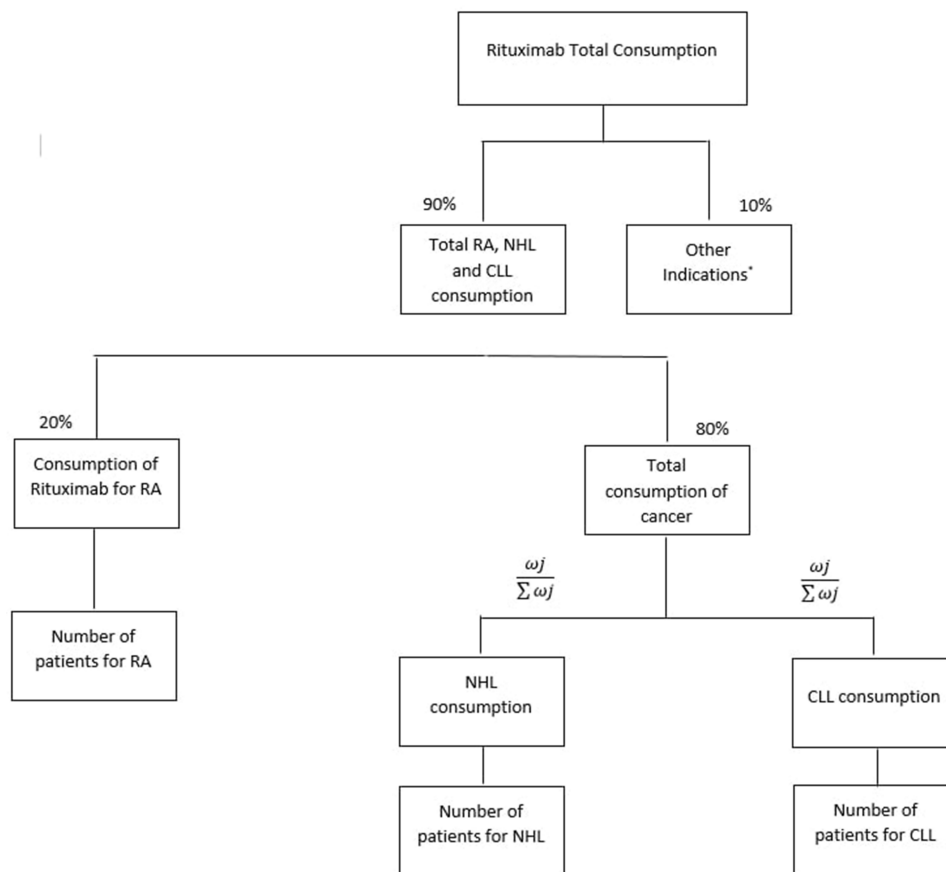 Rituximab Total Consumption
90%
10%
Total RA, NHL
and CLL
consumption
Other
Indications*
20%
80%
Consumption of
Rituximab for RA
Total
consumption of
cancer
ωj
∑ ωj
ωj
∑ ωj
Number of
patients for RA
NHL
consumption
CLL consumption
Number of
patients for NHL
Number of
patients for CLL